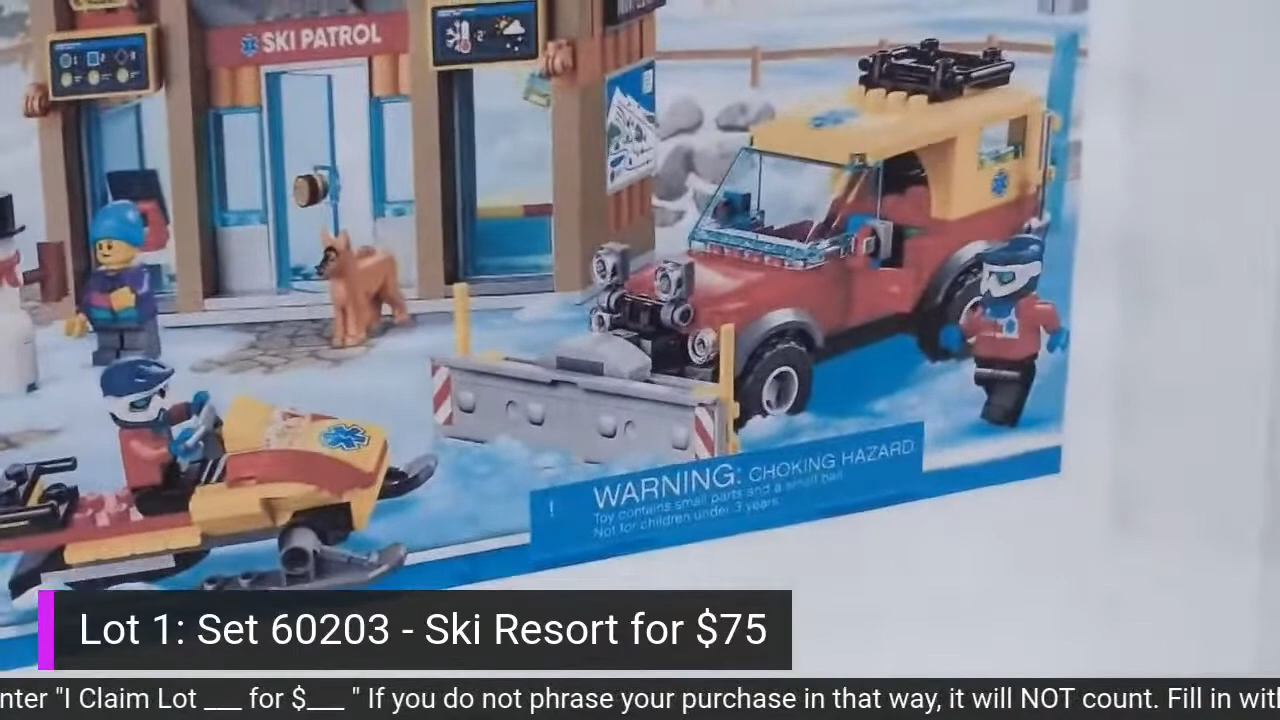 SKI PATROL
WARNING: CHOKING HAZARD
Toy contains small parts and a small ball.
Not for children under 3 years.
Lot 1: Set 60203 - Ski Resort for $75
nter "I Claim Lot ___ for $___ " If you do not phrase your purchase in that way, it will NOT count. Fill in with